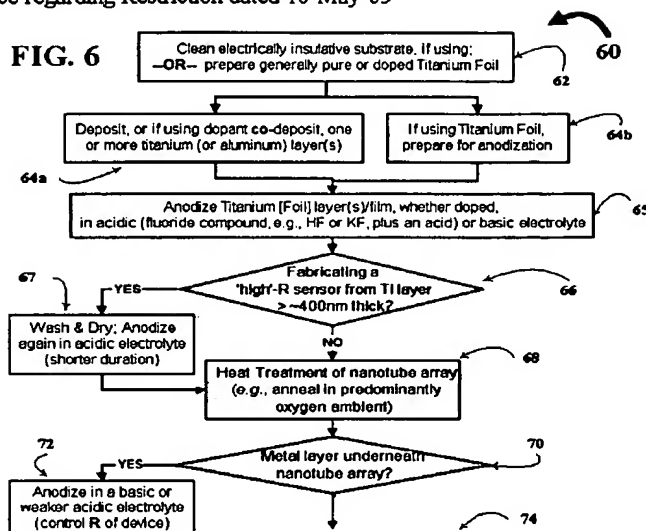 ce regarding Restriction dated 10-May-05
FIG. 6
60
Clean electrically insulative substrate, If using;
--OR-- prepare generally pure or doped Titanium Foil
62
Deposit, or if using dopant co-deposit, one
or more titanium (or aluminum) layer(s)
64a
If using Titanium Foil,
prepare for anodization
64b
Anodize Titanium [Foil] layer(s)/film, whether doped,
in acidic (fluoride compound, e.g., HF or KF, plus an acid) or basic electrolyte
65
Fabricating a
'high'-R sensor from TI layer
> ~400nm thick?
66
67
YES
Wash & Dry; Anodize
again in acidic electrolyte
(shorter duration)
NO
Heat Treatment of nanotube array
(e.g., anneal in predominantly
oxygen ambient)
68
Metal layer underneath
nanotube array?
70
72
YES
Anodize in a basic or
weaker acidic electrolyte
(control R of device)
74